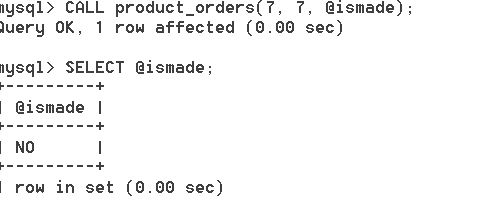 mysql> CALL product_orders(7, 7, @ismade);
Query OK, 1 row affected (0.00 sec)
mysql> SELECT @ismade;
+---------+
| @ismade |
+---------+
| NO      |
+---------+
1 row in set (0.00 sec)